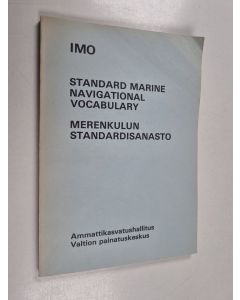 IMO
STANDARD MARINE
NAVIGATIONAL
VOCABULARY
MERENKULUN
STANDARDISANASTO
Ammattikasvatushallitus
Valtion painatuskeskus